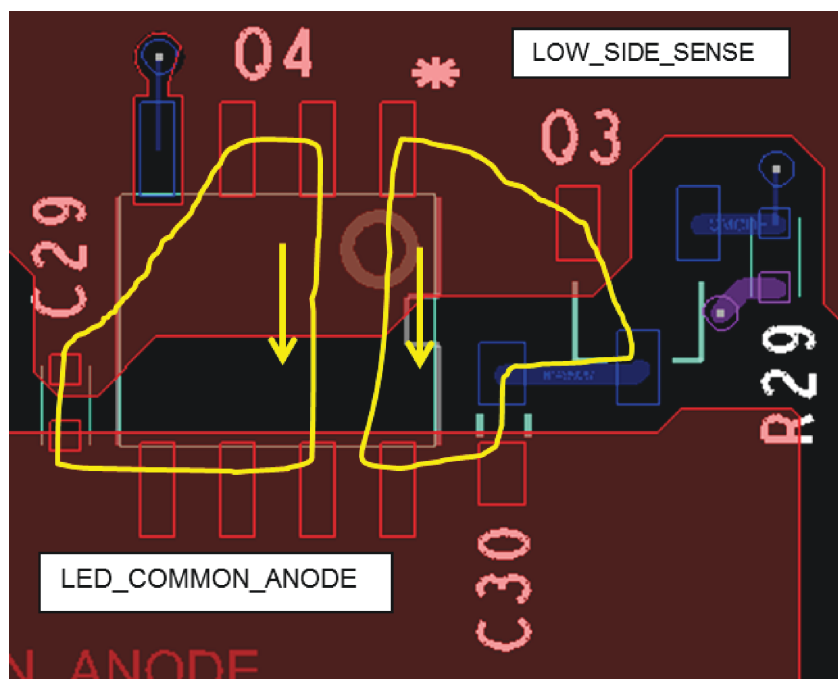 LOW_SIDE_SENSE
Q4
*
Q3
C29
R29
LED_COMMON_ANODE
C30
N_ANODE